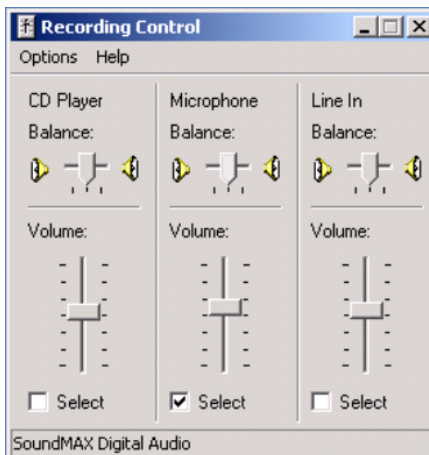 Recording Control
Options Help
CD Player Microphone Line In
Balance: Balance: Balance:
Volume: Volume: Volume:
Select Select Select
SoundMAX Digital Audio